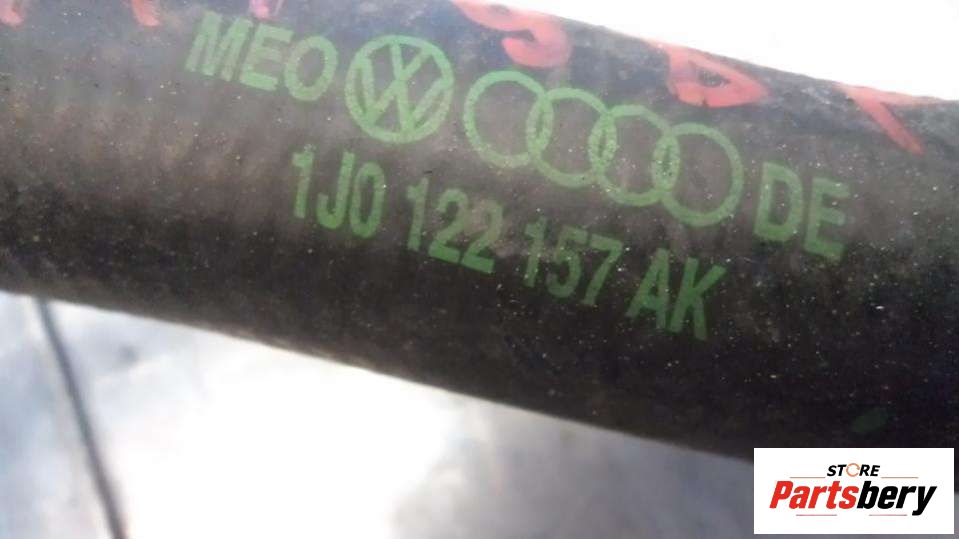 MEO DE
1J0 122 157 AK
STORE
Partsbery